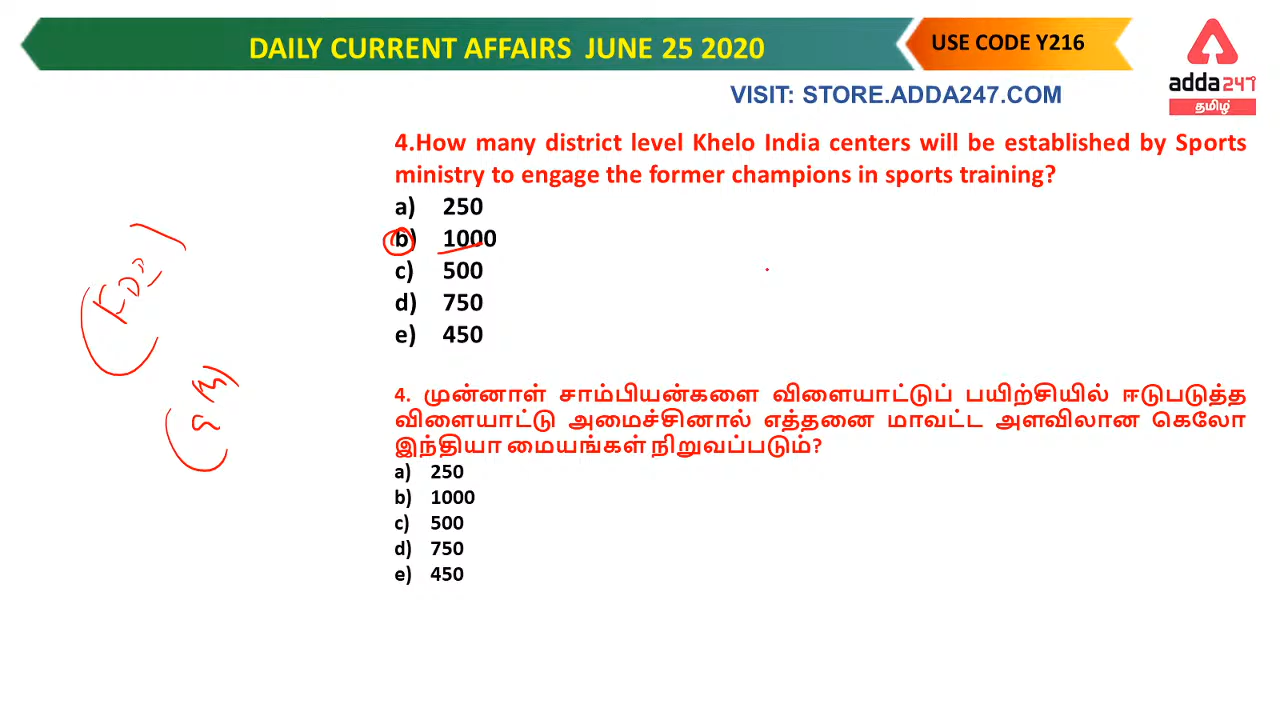 DAILY CURRENT AFFAIRS JUNE 25 2020
USE CODE Y216
adda247
தமிழ்
VISIT: STORE.ADDA247.COM
4.How many district level Khelo India centers will be established by Sports
ministry to engage the former champions in sports training?
a) 250
b) 1000
c) 500
d) 750
e) 450
4. முன்னாள் சாம்பியன்களை விளையாட்டுப் பயிற்சியில் ஈடுபடுத்த
விளையாட்டு அமைச்சினால் எத்தனை மாவட்ட அளவிலான கெலோ
இந்தியா மையங்கள் நிறுவப்படும்?
a) 250
b) 1000
c) 500
d) 750
e) 450